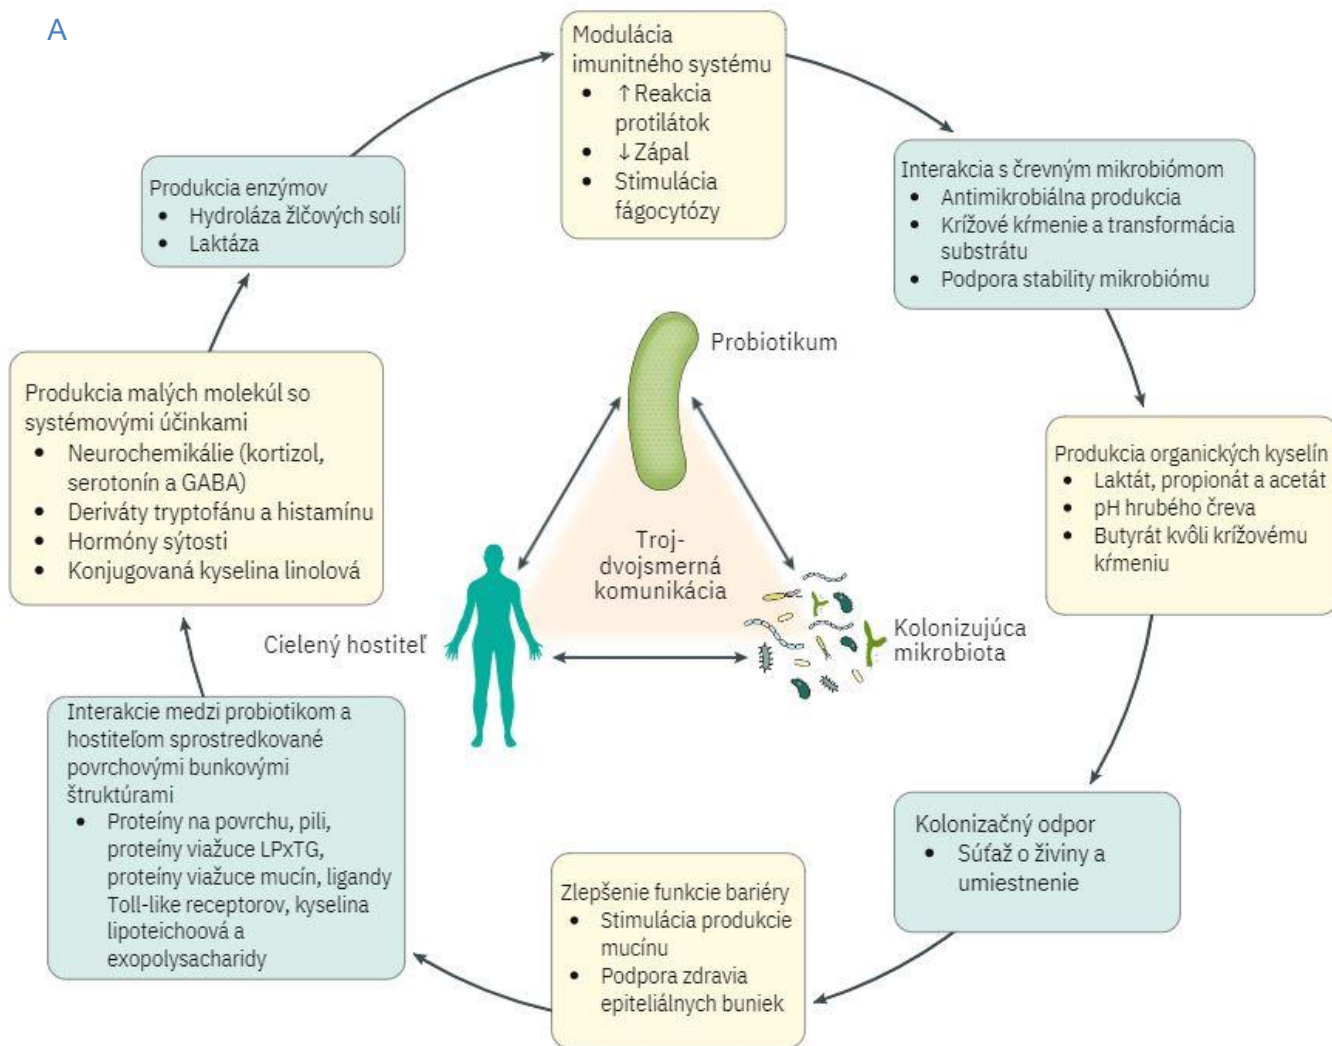 A
Modulácia
imunitného systému
• ↑Reakcia
protilátok
• ↓Zápal
• Stimulácia
fágocytózy
Interakcia s črevným mikrobiómom
• Antimikrobiálna produkcia
• Krížové kŕmenie a transformácia
substrátu
• Podpora stability mikrobiómu
Produkcia organických kyselín
• Laktát, propionát a acetát
• pH hrubého čreva
• Butyrát kvôli krížovému
kŕmeniu
Kolonizačný odpor
• Súťaž o živiny a
umiestnenie
Zlepšenie funkcie bariéry
• Stimulácia produkcie
mucínu
• Podpora zdravia
epiteliálnych buniek
Interakcie medzi probiotikom a
hostiteľom sprostredkované
povrchovými bunkovými
štruktúrami
• Proteíny na povrchu, pili,
proteíny viažuce LPxTG,
proteíny viažuce mucín, ligandy
Toll-like receptorov, kyselina
lipoteichoová a
exopolysacharidy
Produkcia malých molekúl so
systémovými účinkami
• Neurochemikálie (kortizol,
serotonín a GABA)
• Deriváty tryptofánu a histamínu
• Hormóny sýtosti
• Konjugovaná kyselina linolová
Produkcia enzýmov
• Hydroláza žlčových solí
• Laktáza
Probiotikum
Troj-
dvojsmerná
komunikácia
Cielený hostiteľ
Kolonizujúca
mikrobiota